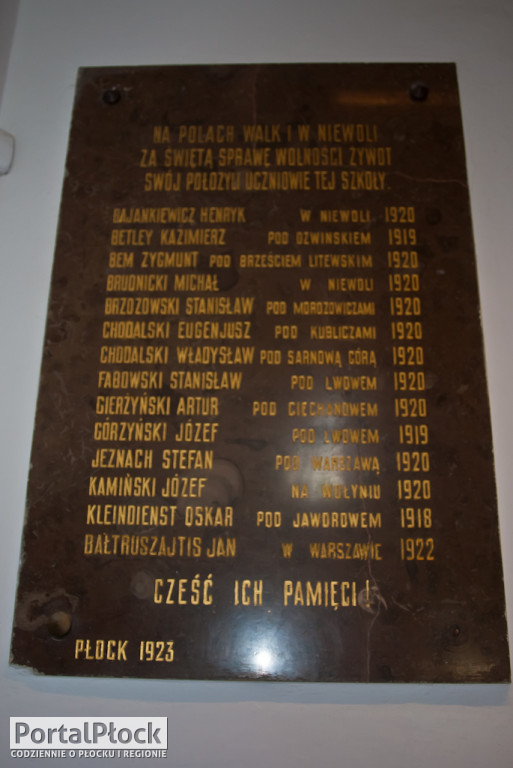 NA POLACH WALK I W NIEWOLI
ZA ŚWIĘTĄ SPRAWĘ WOLNOŚCI ŻYWOT
SWÓJ POŁOŻYLI UCZNIOWIE TEJ SZKOŁY.
BAJANKIEWICZ HENRYK W NIEWOLI 1920
BETLEY KAZIMIERZ POD DZWINSKIEM 1919
BEM ZYGMUNT POD BRZEŚCIEM LITEWSKIM 1920
BRUDNICKI MICHAŁ W NIEWOLI 1920
BRZOZOWSKI STANISŁAW POD MOROZOWICZAMI 1920
CHODALSKI EUGENJUSZ POD KUBLICZAMI 1920
CHODALSKI WŁADYSŁAW POD SARNOWĄ GÓRĄ 1920
FABOWSKI STANISŁAW POD LWOWEM 1920
GIERŻYŃSKI ARTUR POD CIECHANOWEM 1920
GÓRZYŃSKI JÓZEF POD LWOWEM 1919
JEZNACH STEFAN POD WARSZAWĄ 1920
KAMIŃSKI JÓZEF NA WOŁYNIU 1920
KLEINDIENST OSKAR POD JAWOROWEM 1918
BAŁTRUSZAJTIS JAN W WARSZAWIE 1922
CZEŚĆ ICH PAMIĘCI!
PŁOCK 1923
PortalPłock
CODZIENNIE O PŁOCKU I REGIONIE